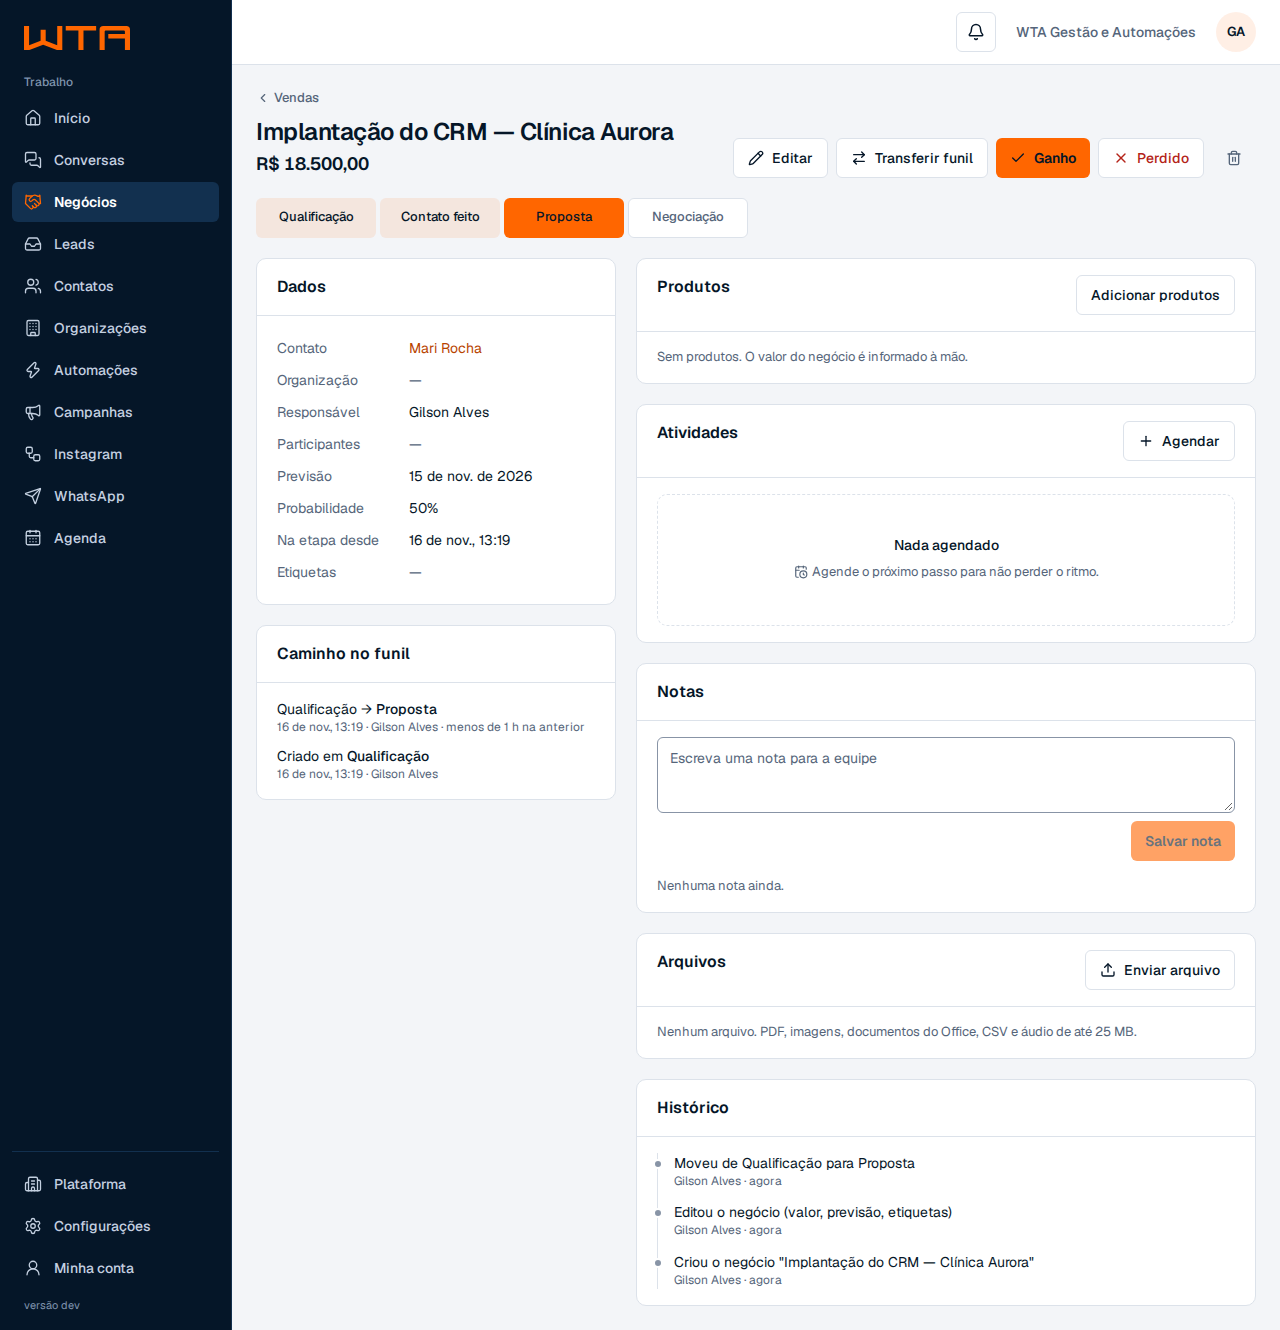 WTA
Trabalho
Início
Conversas
Negócios
Leads
Contatos
Organizações
Automações
Campanhas
Instagram
WhatsApp
Agenda
Plataforma
Configurações
Minha conta
versão dev
WTA Gestão e Automações
GA
Vendas
Implantação do CRM — Clínica Aurora
R$ 18.500,00
Editar
Transferir funil
Ganho
Perdido
Qualificação
Contato feito
Proposta
Negociação
Dados
Contato Mari Rocha
Organização —
Responsável Gilson Alves
Participantes —
Previsão 15 de nov. de 2026
Probabilidade 50%
Na etapa desde 16 de nov., 13:19
Etiquetas —
Caminho no funil
Qualificação → Proposta
16 de nov., 13:19 · Gilson Alves · menos de 1 h na anterior
Criado em Qualificação
16 de nov., 13:19 · Gilson Alves
Produtos
Adicionar produtos
Sem produtos. O valor do negócio é informado à mão.
Atividades
Agendar
Nada agendado
Agende o próximo passo para não perder o ritmo.
Notas
Escreva uma nota para a equipe
Salvar nota
Nenhuma nota ainda.
Arquivos
Enviar arquivo
Nenhum arquivo. PDF, imagens, documentos do Office, CSV e áudio de até 25 MB.
Histórico
Moveu de Qualificação para Proposta
Gilson Alves · agora
Editou o negócio (valor, previsão, etiquetas)
Gilson Alves · agora
Criou o negócio "Implantação do CRM — Clínica Aurora"
Gilson Alves · agora